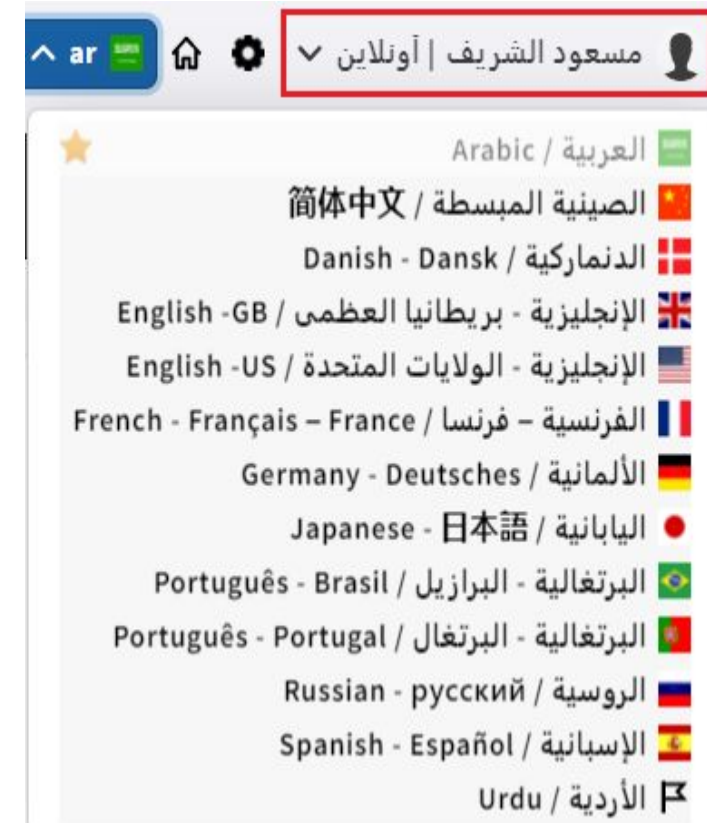 مسعود الشريف | أونلاين ar
العربية / Arabic
الصينية المبسطة / 简体中文
الدنماركية / Danish - Dansk
الإنجليزية - بريطانيا العظمى / English -GB
الإنجليزية - الولايات المتحدة / English -US
الفرنسية – فرنسا / French - Français – France
الألمانية / Germany - Deutsches
اليابانية / Japanese - 日本語
البرتغالية - البرازيل / Português - Brasil
البرتغالية - البرتغال / Português - Portugal
الروسية / Russian - русский
الإسبانية / Spanish - Español
الأردية / Urdu